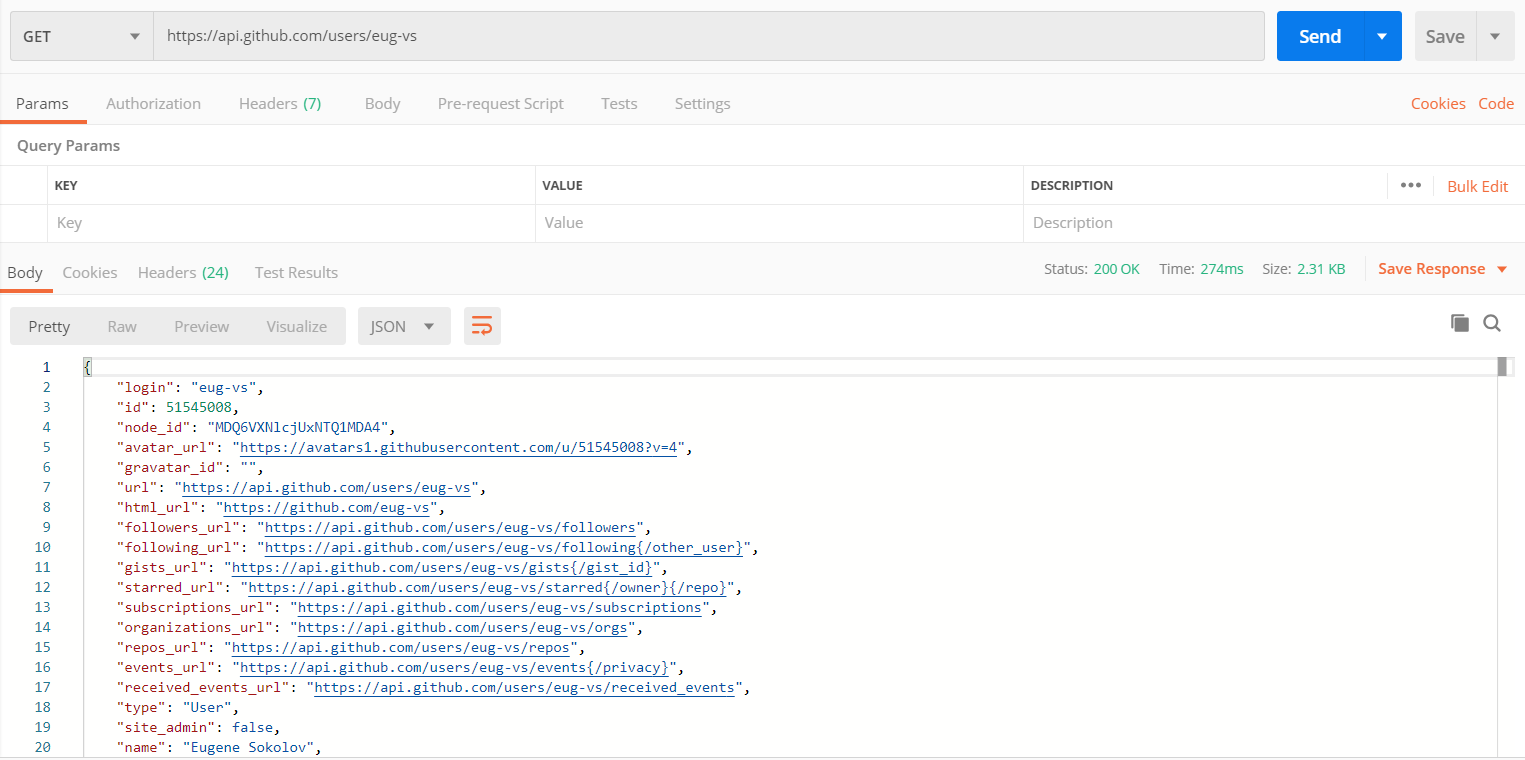 GET https://api.github.com/users/eug-vs Send Save
Params Authorization Headers (7) Body Pre-request Script Tests Settings Cookies Code
Query Params
KEY VALUE DESCRIPTION ••• Bulk Edit
Key Value Description
Body Cookies Headers (24) Test Results Status: 200 OK Time: 274ms Size: 2.31 KB Save Response
Pretty Raw Preview Visualize JSON
1 {
2 "login": "eug-vs",
3 "id": 51545008,
4 "node_id": "MDQ6VXNlcjUxNTQ1MDA4",
5 "avatar_url": "https://avatars1.githubusercontent.com/u/51545008?v=4",
6 "gravatar_id": "",
7 "url": "https://api.github.com/users/eug-vs",
8 "html_url": "https://github.com/eug-vs",
9 "followers_url": "https://api.github.com/users/eug-vs/followers",
10 "following_url": "https://api.github.com/users/eug-vs/following{/other_user}",
11 "gists_url": "https://api.github.com/users/eug-vs/gists{/gist_id}",
12 "starred_url": "https://api.github.com/users/eug-vs/starred{/owner}{/repo}",
13 "subscriptions_url": "https://api.github.com/users/eug-vs/subscriptions",
14 "organizations_url": "https://api.github.com/users/eug-vs/orgs",
15 "repos_url": "https://api.github.com/users/eug-vs/repos",
16 "events_url": "https://api.github.com/users/eug-vs/events{/privacy}",
17 "received_events_url": "https://api.github.com/users/eug-vs/received_events",
18 "type": "User",
19 "site_admin": false,
20 "name": "Eugene Sokolov",